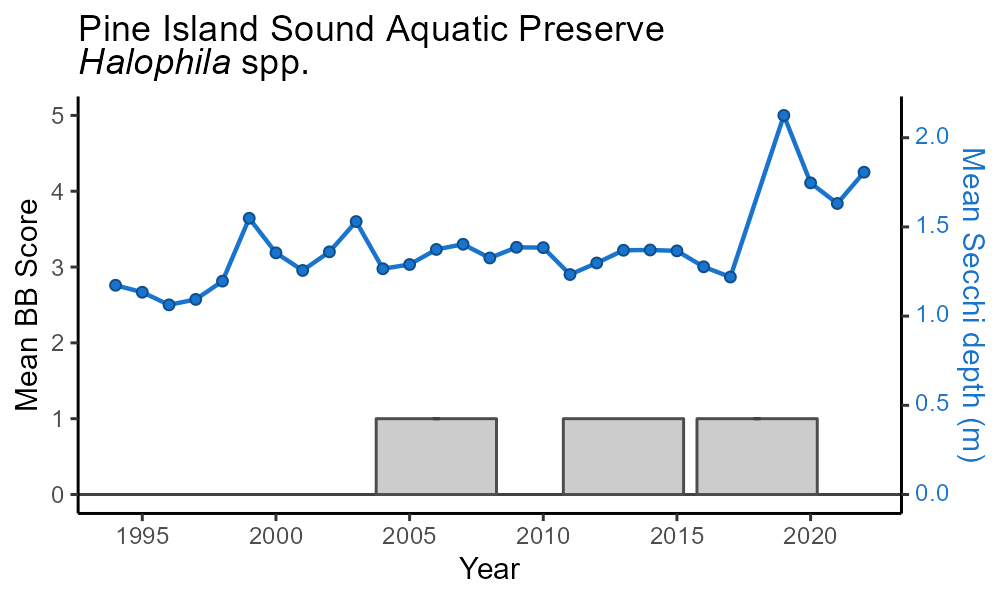 Pine Island Sound Aquatic Preserve
Halophila spp.
5
4
3
2
1
0
Mean BB Score
2.0
1.5
1.0
0.5
0.0
Mean Secchi depth (m)
1995 2000 2005 2010 2015 2020
Year